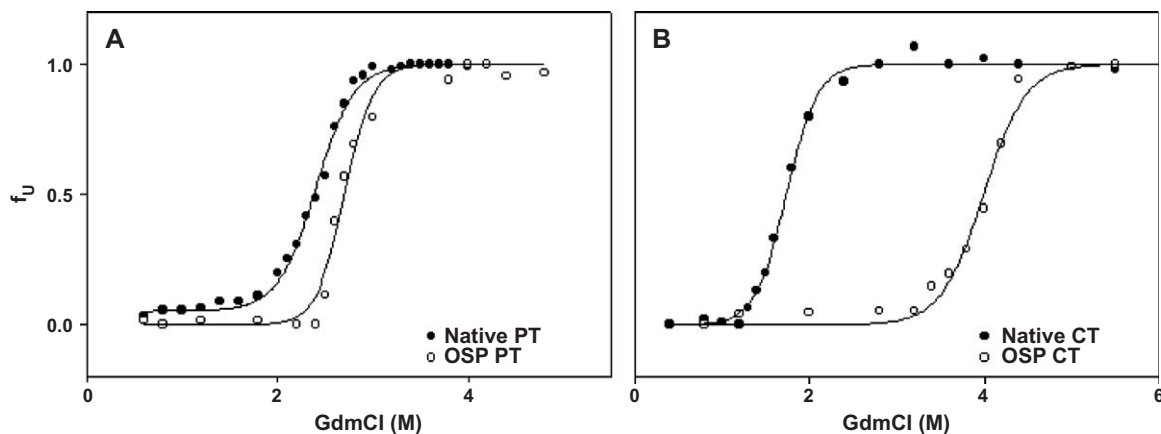 A
B
1.0
0.5
0.0
f_U
Native PT
OSP PT
Native CT
OSP CT
0
2
4
0
2
4
6
GdmCl (M)
GdmCl (M)